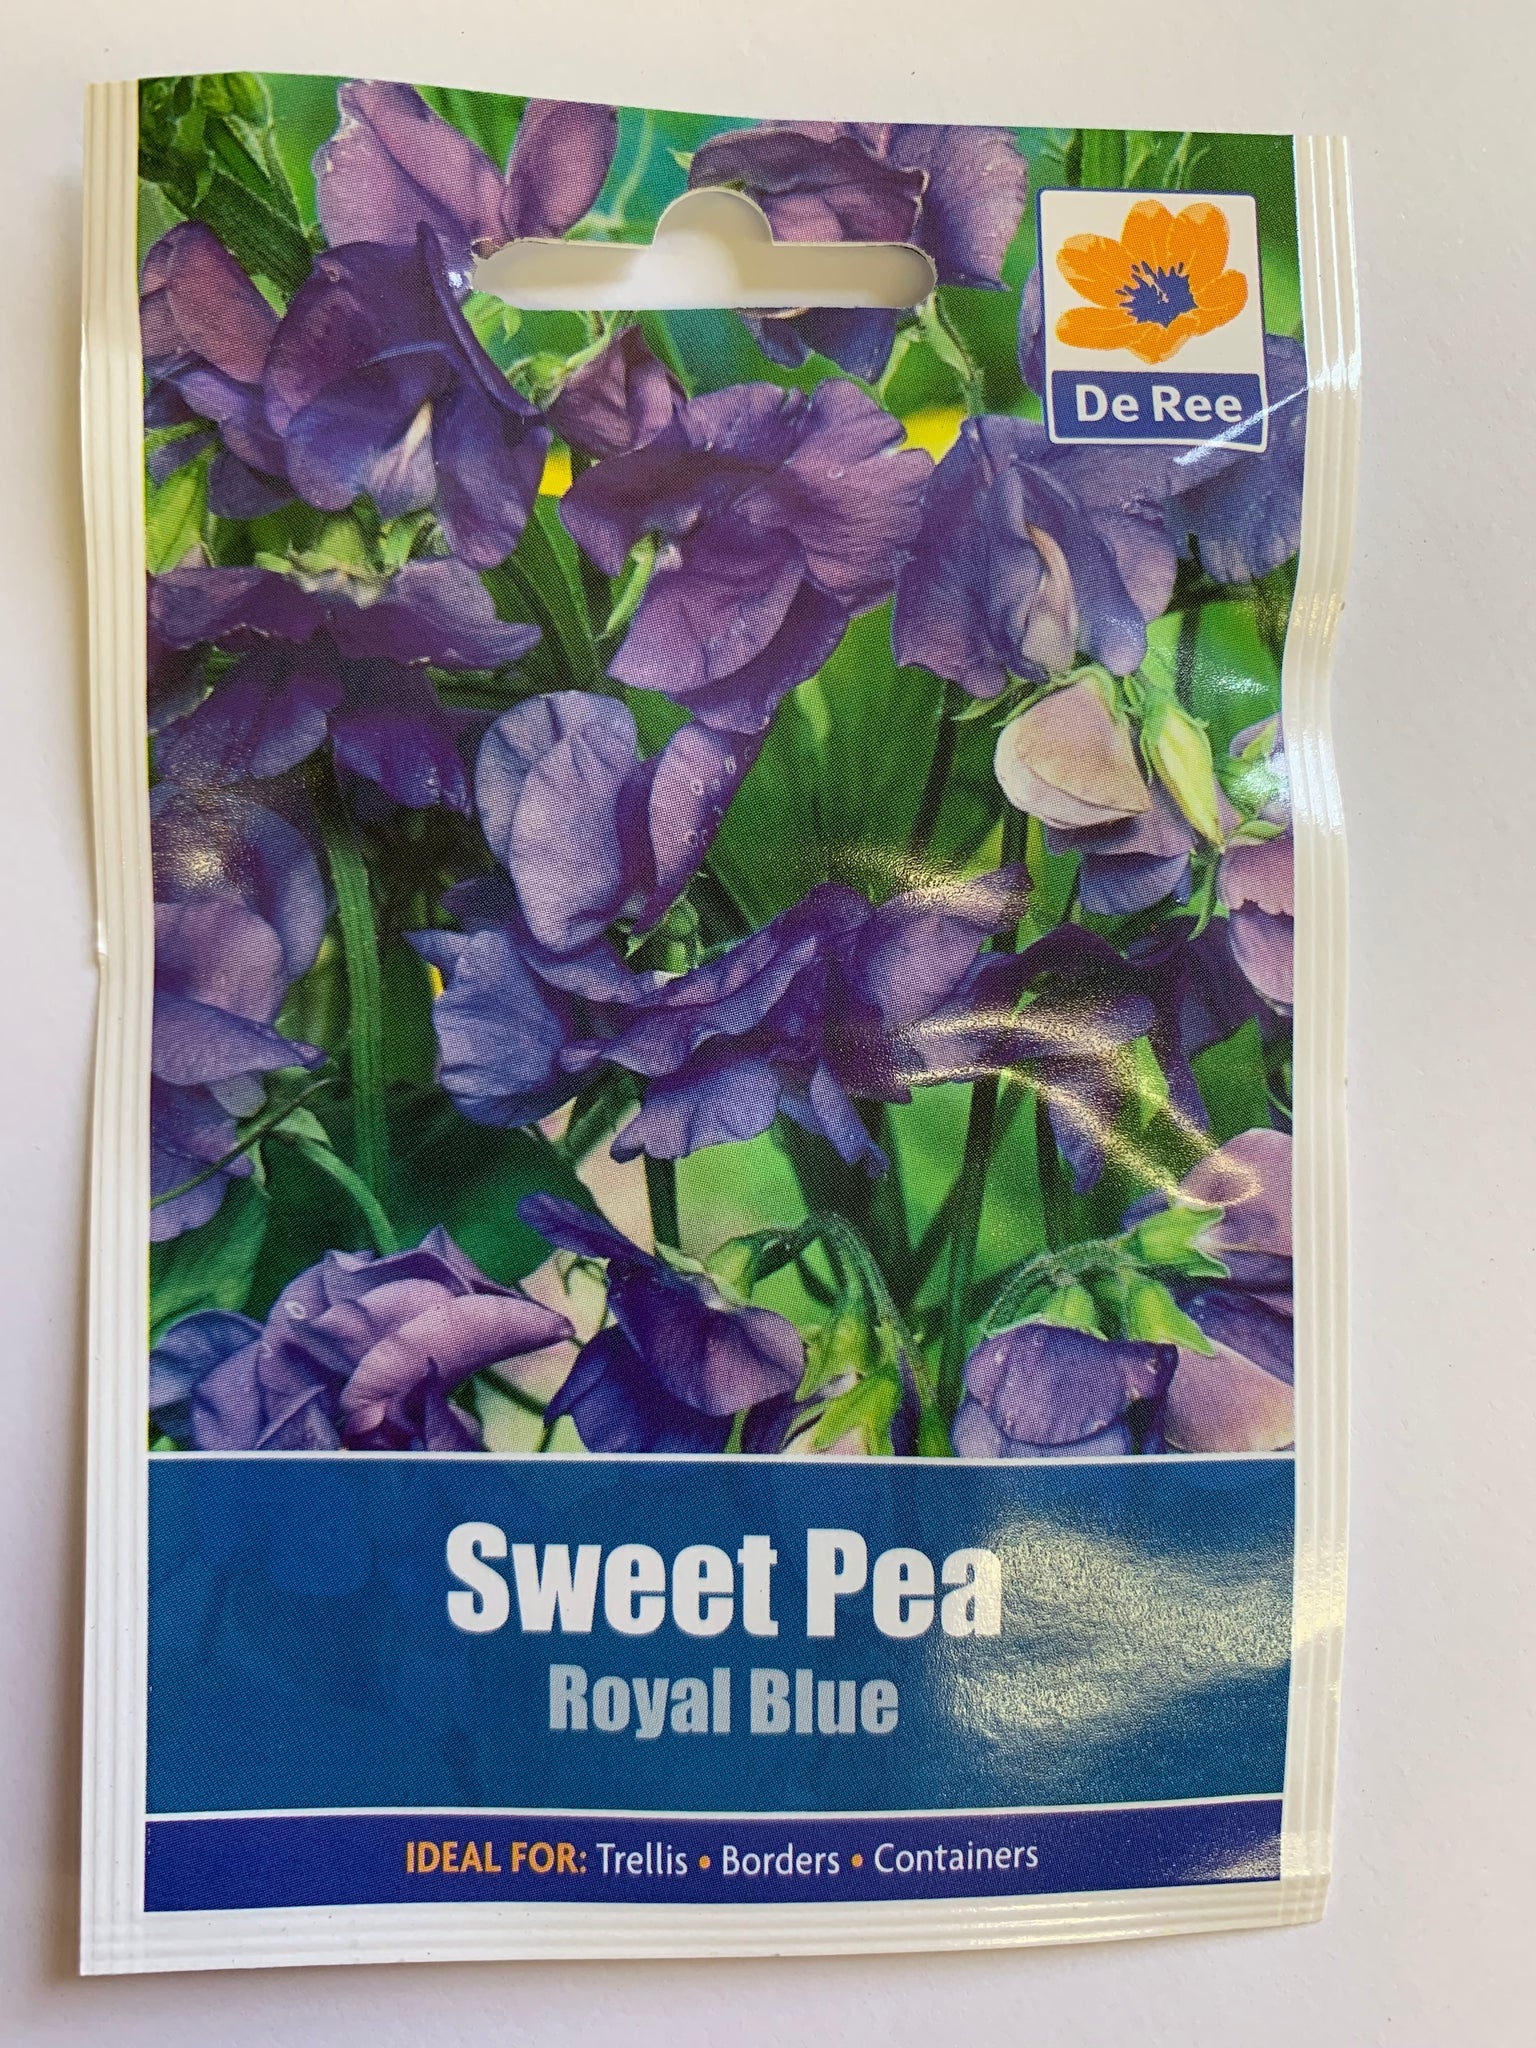 De Ree
Sweet Pea
Royal Blue
IDEAL FOR: Trellis • Borders • Containers